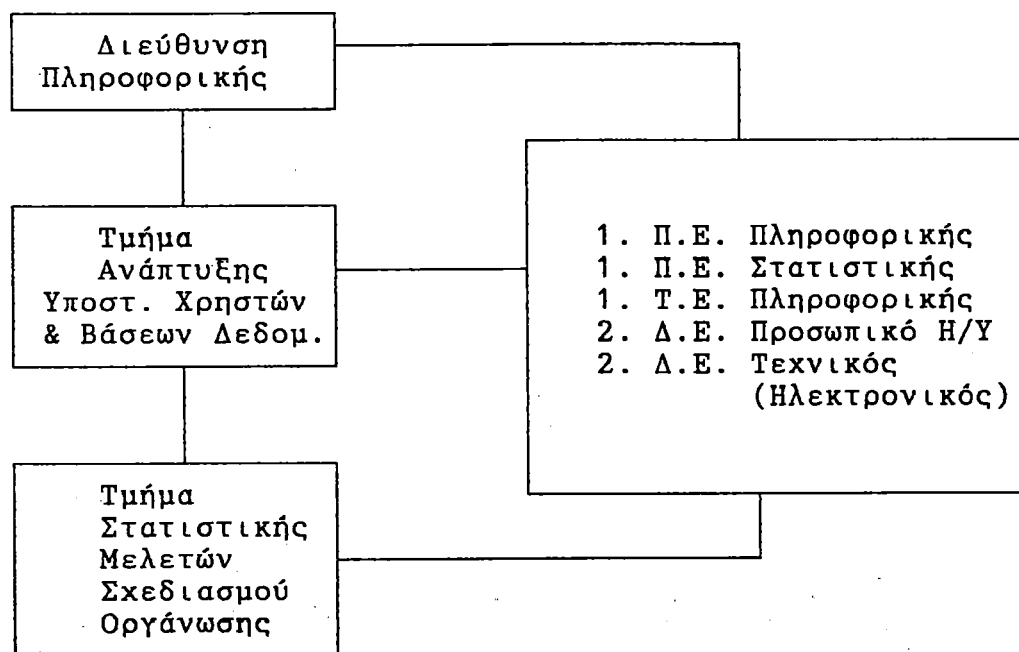 Διεύθυνση
Πληροφορικής
Τμήμα
Ανάπτυξης
Υποστ. Χρηστών
& Βάσεων Δεδομ.
Τμήμα
Στατιστικής
Μελετών
Σχεδιασμού
Οργάνωσης
1. Π.Ε. Πληροφορικής
1. Π.Ε. Στατιστικής
1. Τ.Ε. Πληροφορικής
2. Δ.Ε. Προσωπικό Η/Υ
2. Δ.Ε. Τεχνικός
(Ηλεκτρονικός)